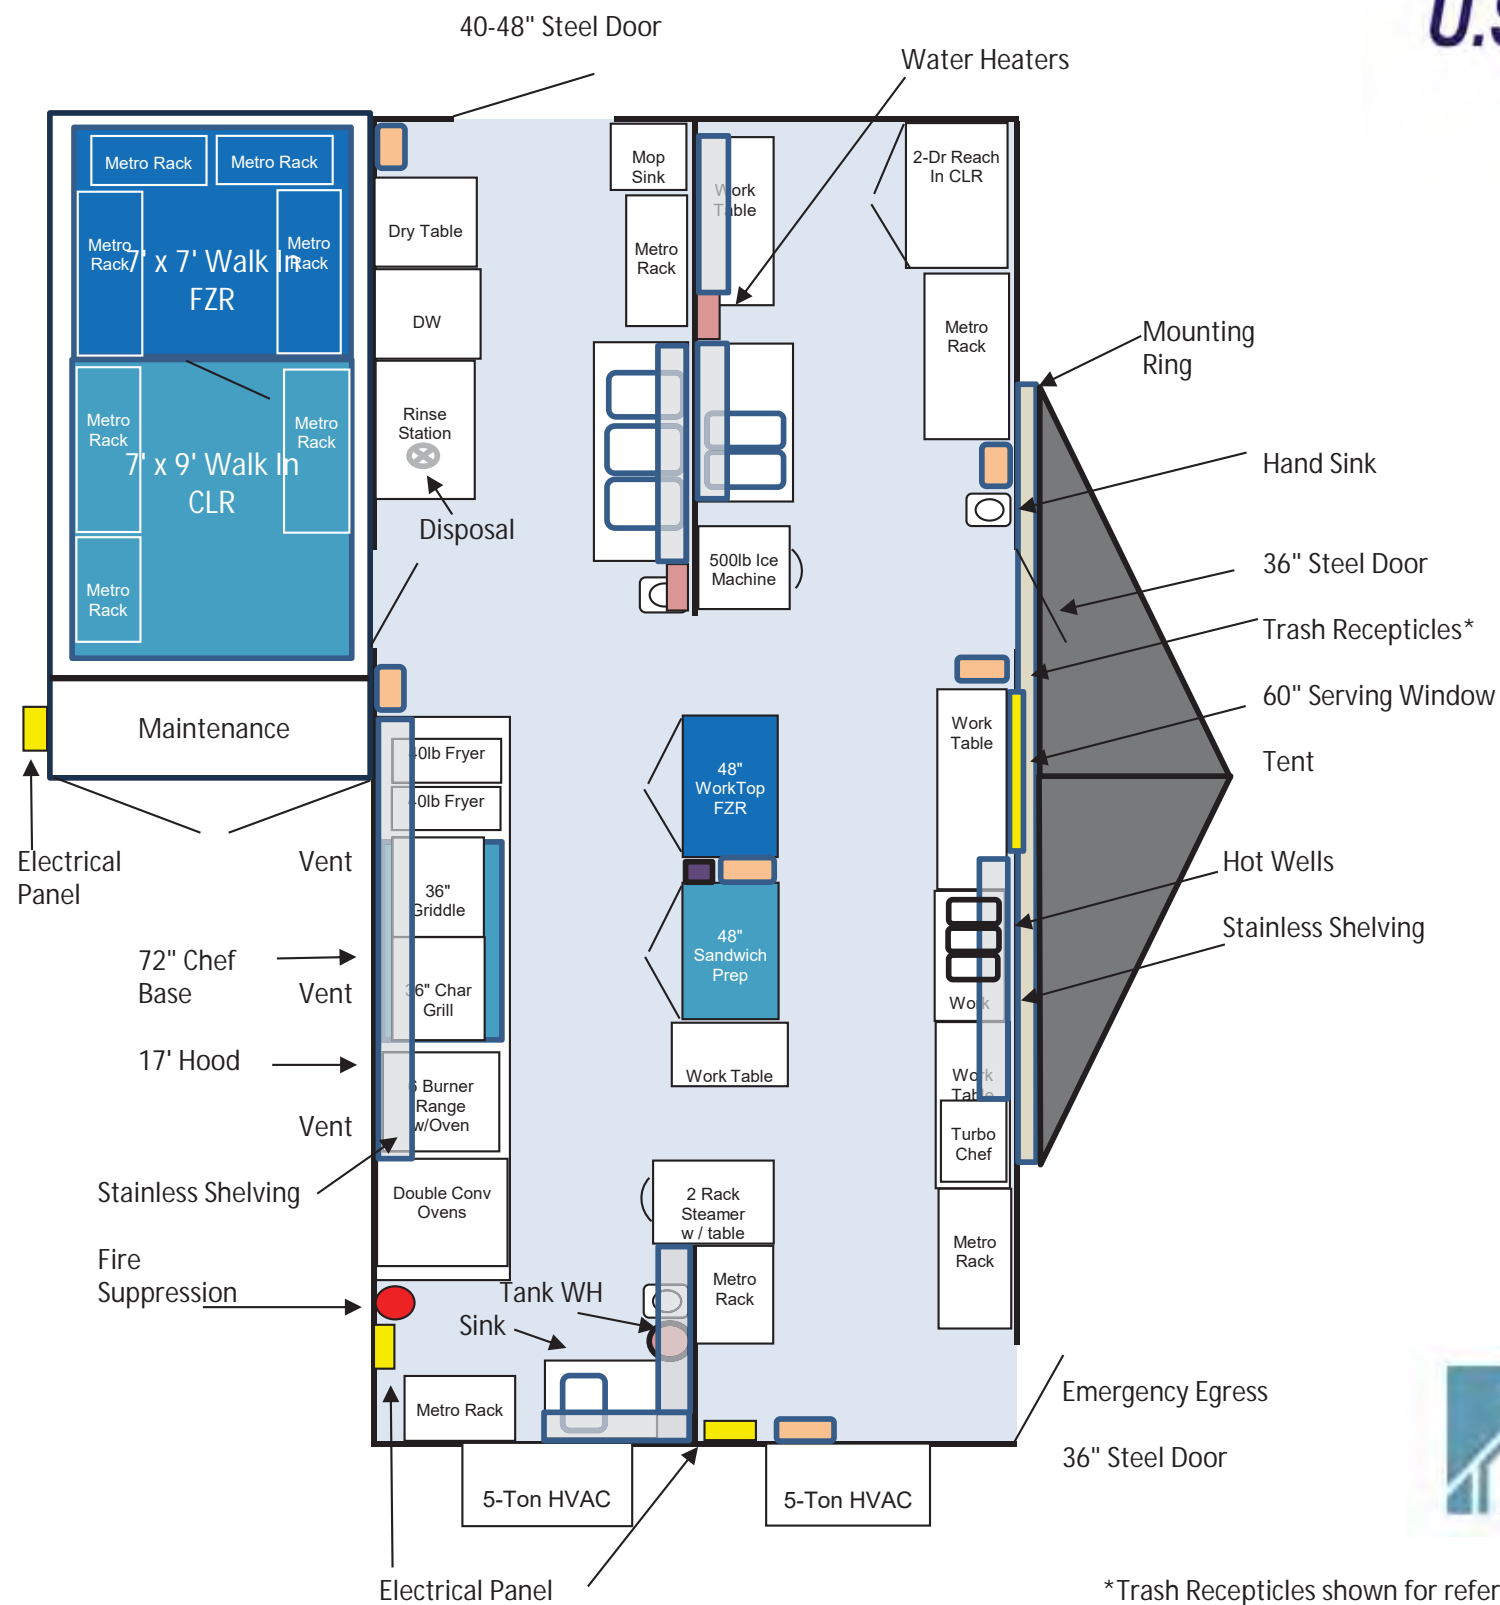 U.S
40-48" Steel Door
Water Heaters
Metro Rack
Metro Rack
Metro
Rack
Metro
Rack
7' x 7' Walk In
FZR
Metro
Rack
Metro
Rack
7' x 9' Walk In
CLR
Metro
Rack
Maintenance
Dry Table
DW
Rinse
Station
Disposal
Mop
Sink
Metro
Rack
Work
Table
2-Dr Reach
In CLR
Metro
Rack
500lb Ice
Machine
Mounting
Ring
Hand Sink
36" Steel Door
Trash Recepticles*
60" Serving Window
Tent
Hot Wells
Stainless Shelving
Electrical
Panel
Vent
72" Chef
Base
Vent
17' Hood
Vent
Stainless Shelving
Fire
Suppression
40lb Fryer
40lb Fryer
36"
Griddle
36" Char
Grill
6 Burner
Range
w/Oven
Double Conv
Ovens
48"
WorkTop
FZR
48"
Sandwich
Prep
Work Table
2 Rack
Steamer
w / table
Metro
Rack
Work
Table
Work
Work
Table
Turbo
Chef
Metro
Rack
Tank WH
Sink
Metro Rack
Emergency Egress
36" Steel Door
5-Ton HVAC
5-Ton HVAC
Electrical Panel
*Trash Recepticles shown for refer